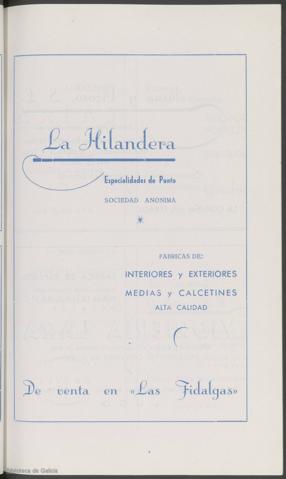 La Hilandera
Especialidades de Punto
SOCIEDAD ANONIMA
*
FABRICAS DE:
INTERIORES y EXTERIORES
MEDIAS y CALCETINES
ALTA CALIDAD
De venta en «Las Fidalgas»
Biblioteca de Galicia